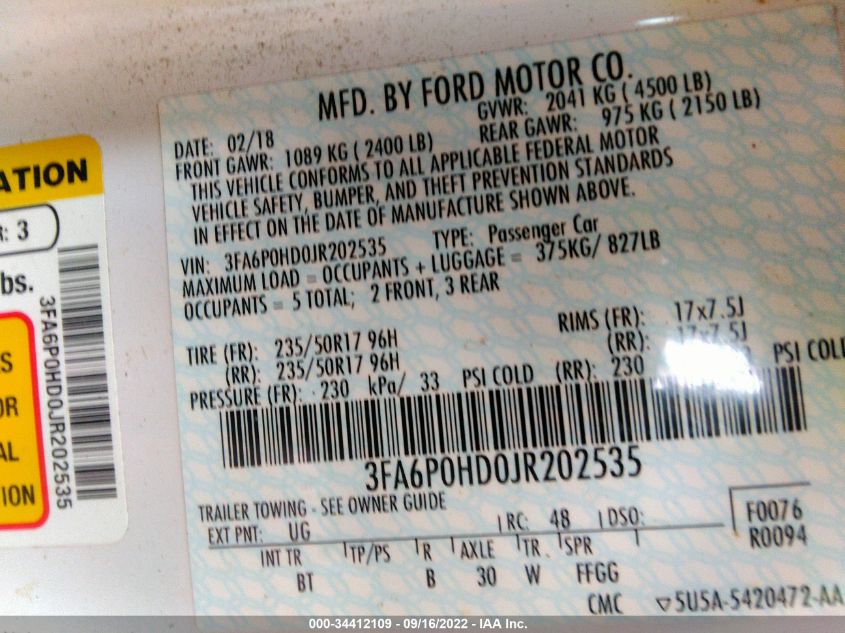 MFD. BY FORD MOTOR CO.
DATE: 02/18 GVWR: 2041 KG ( 4500 LB)
FRONT GAWR: 1089 KG ( 2400 LB) REAR GAWR: 975 KG ( 2150 LB)
THIS VEHICLE CONFORMS TO ALL APPLICABLE FEDERAL MOTOR
VEHICLE SAFETY, BUMPER, AND THEFT PREVENTION STANDARDS
IN EFFECT ON THE DATE OF MANUFACTURE SHOWN ABOVE.
VIN: 3FA6P0HD0JR202535 TYPE: Passenger Car
MAXIMUM LOAD = OCCUPANTS + LUGGAGE = 375KG/ 827LB
OCCUPANTS = 5 TOTAL; 2 FRONT, 3 REAR
TIRE (FR): 235/50R17 96H RIMS (FR): 17x7.5J
(RR): 235/50R17 96H (RR): 17x7.5J
PRESSURE (FR): 230 kPa/ 33 PSI COLD (RR): 230 PSI COLD
3FA6P0HD0JR202535
TRAILER TOWING - SEE OWNER GUIDE
EXT PNT: UG RC: 48 DSO: F0076
R0094
INT TR TP/PS R AXLE TR SPR
BT B 30 W FFGG
CMC ▽5U5A-5420472-AA
ATION
R: 3
bs.
3FA6P0HD0JR202535
S
OR
AL
ION
000-34412109 - 09/16/2022 - IAA Inc.